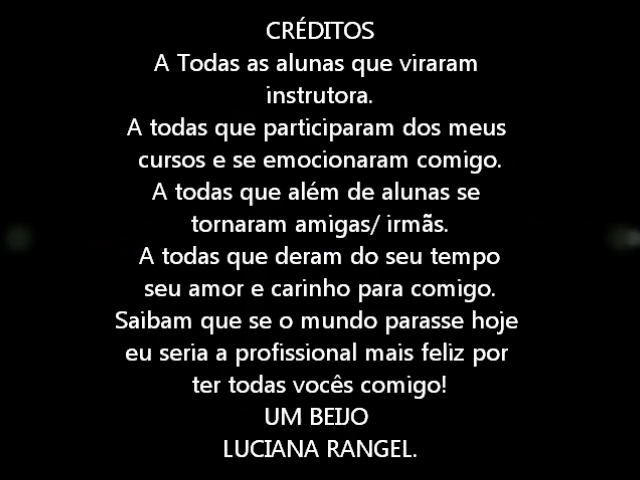 CRÉDITOS
A Todas as alunas que viraram
instrutora.
A todas que participaram dos meus
cursos e se emocionaram comigo.
A todas que além de alunas se
tornaram amigas/ irmãs.
A todas que deram do seu tempo
seu amor e carinho para comigo.
Saibam que se o mundo parasse hoje
eu seria a profissional mais feliz por
ter todas vocês comigo!
UM BEIJO
LUCIANA RANGEL.